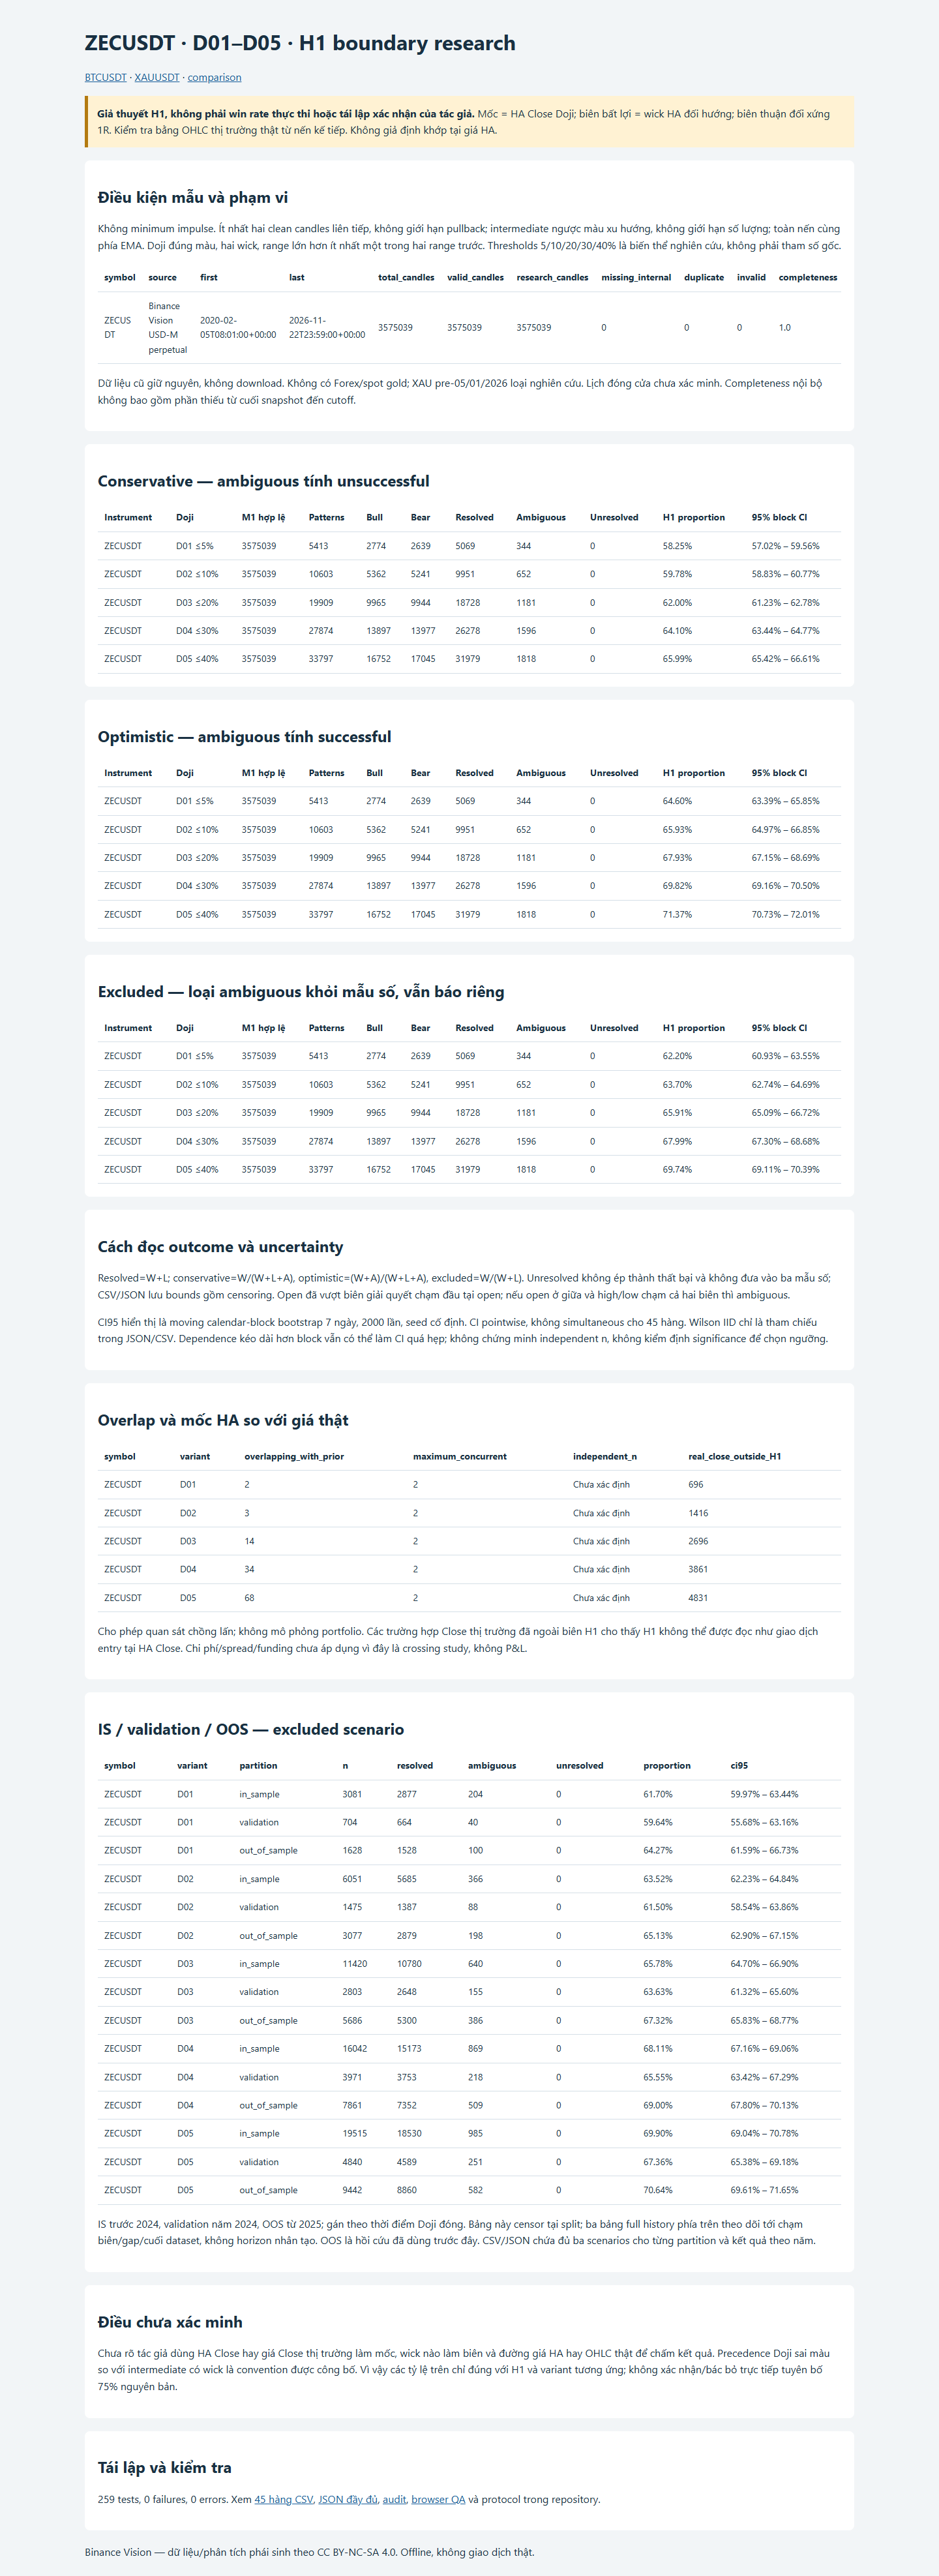 ZECUSDT · D01–D05 · H1 boundary research
BTCUSDT · XAUUSDT · comparison
Giả thuyết H1, không phải win rate thực thi hoặc tái lập xác nhận của tác giả. Mốc = HA Close Doji; biên bất lợi = wick HA đối hướng; biên thuận đối xứng
1R. Kiểm tra bằng OHLC thị trường thật từ nến kế tiếp. Không giả định khớp tại giá HA.
Điều kiện mẫu và phạm vi
Không minimum impulse. Ít nhất hai clean candles liên tiếp, không giới hạn pullback; intermediate ngược màu xu hướng, không giới hạn số lượng; toàn nến cùng
phía EMA. Doji đúng màu, hai wick, range lớn hơn ít nhất một trong hai range trước. Thresholds 5/10/20/30/40% là biến thể nghiên cứu, không phải tham số gốc.
symbol source first last total_candles valid_candles research_candles missing_internal duplicate invalid completeness
ZECUS
DT Binance
Vision
USD-M
perpetual 2020-02-
05T08:01:00+00:00 2026-11-
22T23:59:00+00:00 3575039 3575039 3575039 0 0 0 1.0
Dữ liệu cũ giữ nguyên, không download. Không có Forex/spot gold; XAU pre-05/01/2026 loại nghiên cứu. Lịch đóng cửa chưa xác minh. Completeness nội bộ
không bao gồm phần thiếu từ cuối snapshot đến cutoff.
Conservative — ambiguous tính unsuccessful
Instrument Doji M1 hợp lệ Patterns Bull Bear Resolved Ambiguous Unresolved H1 proportion 95% block CI
ZECUSDT D01 ≤5% 3575039 5413 2774 2639 5069 344 0 58.25% 57.02% – 59.56%
ZECUSDT D02 ≤10% 3575039 10603 5362 5241 9951 652 0 59.78% 58.83% – 60.77%
ZECUSDT D03 ≤20% 3575039 19909 9965 9944 18728 1181 0 62.00% 61.23% – 62.78%
ZECUSDT D04 ≤30% 3575039 27874 13897 13977 26278 1596 0 64.10% 63.44% – 64.77%
ZECUSDT D05 ≤40% 3575039 33797 16752 17045 31979 1818 0 65.99% 65.42% – 66.61%
Optimistic — ambiguous tính successful
Instrument Doji M1 hợp lệ Patterns Bull Bear Resolved Ambiguous Unresolved H1 proportion 95% block CI
ZECUSDT D01 ≤5% 3575039 5413 2774 2639 5069 344 0 64.60% 63.39% – 65.85%
ZECUSDT D02 ≤10% 3575039 10603 5362 5241 9951 652 0 65.93% 64.97% – 66.85%
ZECUSDT D03 ≤20% 3575039 19909 9965 9944 18728 1181 0 67.93% 67.15% – 68.69%
ZECUSDT D04 ≤30% 3575039 27874 13897 13977 26278 1596 0 69.82% 69.16% – 70.50%
ZECUSDT D05 ≤40% 3575039 33797 16752 17045 31979 1818 0 71.37% 70.73% – 72.01%
Excluded — loại ambiguous khỏi mẫu số, vẫn báo riêng
Instrument Doji M1 hợp lệ Patterns Bull Bear Resolved Ambiguous Unresolved H1 proportion 95% block CI
ZECUSDT D01 ≤5% 3575039 5413 2774 2639 5069 344 0 62.20% 60.93% – 63.55%
ZECUSDT D02 ≤10% 3575039 10603 5362 5241 9951 652 0 63.70% 62.74% – 64.69%
ZECUSDT D03 ≤20% 3575039 19909 9965 9944 18728 1181 0 65.91% 65.09% – 66.72%
ZECUSDT D04 ≤30% 3575039 27874 13897 13977 26278 1596 0 67.99% 67.30% – 68.68%
ZECUSDT D05 ≤40% 3575039 33797 16752 17045 31979 1818 0 69.74% 69.11% – 70.39%
Cách đọc outcome và uncertainty
Resolved=W+L; conservative=W/(W+L+A), optimistic=(W+A)/(W+L+A), excluded=W/(W+L). Unresolved không ép thành thất bại và không đưa vào ba mẫu số;
CSV/JSON lưu bounds gồm censoring. Open đã vượt biên giải quyết chạm đầu tại open; nếu open ở giữa và high/low chạm cả hai biên thì ambiguous.
CI95 hiển thị là moving calendar-block bootstrap 7 ngày, 2000 lần, seed cố định. CI pointwise, không simultaneous cho 45 hàng. Wilson IID chỉ là tham chiếu
trong JSON/CSV. Dependence kéo dài hơn block vẫn có thể làm CI quá hẹp; không chứng minh independent n, không kiểm định significance để chọn ngưỡng.
Overlap và mốc HA so với giá thật
symbol variant overlapping_with_prior maximum_concurrent independent_n real_close_outside_H1
ZECUSDT D01 2 2 Chưa xác định 696
ZECUSDT D02 3 2 Chưa xác định 1416
ZECUSDT D03 14 2 Chưa xác định 2696
ZECUSDT D04 34 2 Chưa xác định 3861
ZECUSDT D05 68 2 Chưa xác định 4831
Cho phép quan sát chồng lấn; không mô phỏng portfolio. Các trường hợp Close thị trường đã ngoài biên H1 cho thấy H1 không thể được đọc như giao dịch
entry tại HA Close. Chi phí/spread/funding chưa áp dụng vì đây là crossing study, không P&L.
IS / validation / OOS — excluded scenario
symbol variant partition n resolved ambiguous unresolved proportion ci95
ZECUSDT D01 in_sample 3081 2877 204 0 61.70% 59.97% – 63.44%
ZECUSDT D01 validation 704 664 40 0 59.64% 55.68% – 63.16%
ZECUSDT D01 out_of_sample 1628 1528 100 0 64.27% 61.59% – 66.73%
ZECUSDT D02 in_sample 6051 5685 366 0 63.52% 62.23% – 64.84%
ZECUSDT D02 validation 1475 1387 88 0 61.50% 58.54% – 63.86%
ZECUSDT D02 out_of_sample 3077 2879 198 0 65.13% 62.90% – 67.15%
ZECUSDT D03 in_sample 11420 10780 640 0 65.78% 64.70% – 66.90%
ZECUSDT D03 validation 2803 2648 155 0 63.63% 61.32% – 65.60%
ZECUSDT D03 out_of_sample 5686 5300 386 0 67.32% 65.83% – 68.77%
ZECUSDT D04 in_sample 16042 15173 869 0 68.11% 67.16% – 69.06%
ZECUSDT D04 validation 3971 3753 218 0 65.55% 63.42% – 67.29%
ZECUSDT D04 out_of_sample 7861 7352 509 0 69.00% 67.80% – 70.13%
ZECUSDT D05 in_sample 19515 18530 985 0 69.90% 69.04% – 70.78%
ZECUSDT D05 validation 4840 4589 251 0 67.36% 65.38% – 69.18%
ZECUSDT D05 out_of_sample 9442 8860 582 0 70.64% 69.61% – 71.65%
IS trước 2024, validation năm 2024, OOS từ 2025; gán theo thời điểm Doji đóng. Bảng này censor tại split; ba bảng full history phía trên theo dõi tới chạm
biên/gap/cuối dataset, không horizon nhân tạo. OOS là hồi cứu đã dùng trước đây. CSV/JSON chứa đủ ba scenarios cho từng partition và kết quả theo năm.
Điều chưa xác minh
Chưa rõ tác giả dùng HA Close hay giá Close thị trường làm mốc, wick nào làm biên và đường giá HA hay OHLC thật để chấm kết quả. Precedence Doji sai màu
so với intermediate có wick là convention được công bố. Vì vậy các tỷ lệ trên chỉ đúng với H1 và variant tương ứng; không xác nhận/bác bỏ trực tiếp tuyên bố
75% nguyên bản.
Tái lập và kiểm tra
259 tests, 0 failures, 0 errors. Xem 45 hàng CSV, JSON đầy đủ, audit, browser QA và protocol trong repository.
Binance Vision — dữ liệu/phân tích phái sinh theo CC BY-NC-SA 4.0. Offline, không giao dịch thật.